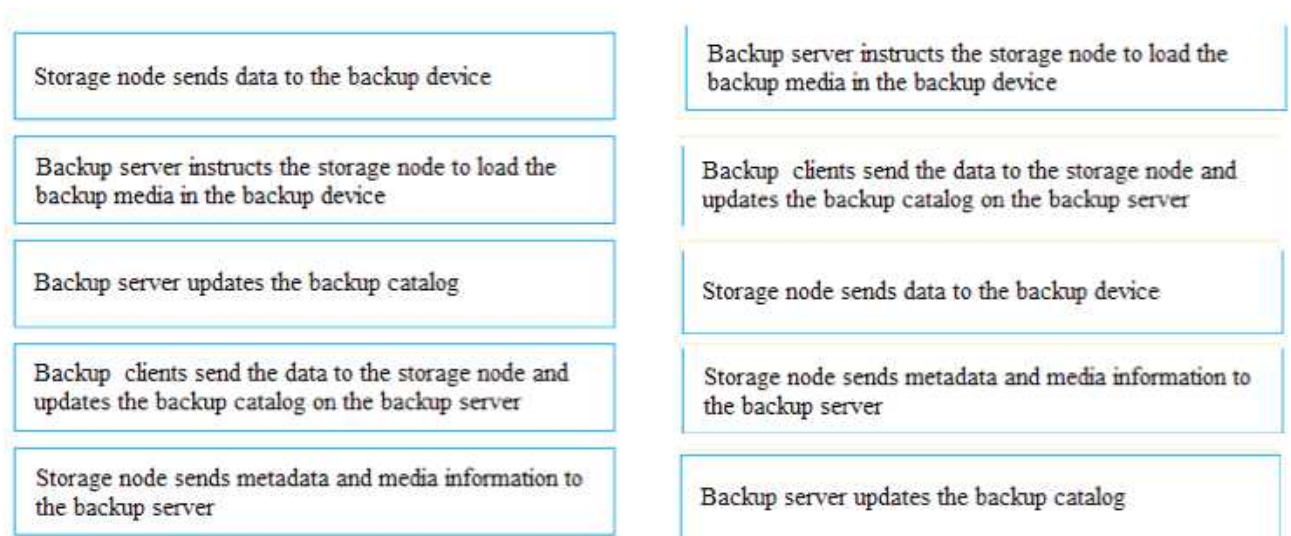 Storage node sends data to the backup device
Backup server instructs the storage node to load the
backup media in the backup device
Backup server updates the backup catalog
Backup clients send the data to the storage node and
updates the backup catalog on the backup server
Storage node sends metadata and media information to
the backup server
Backup server instructs the storage node to load the
backup media in the backup device
Backup clients send the data to the storage node and
updates the backup catalog on the backup server
Storage node sends data to the backup device
Storage node sends metadata and media information to
the backup server
Backup server updates the backup catalog